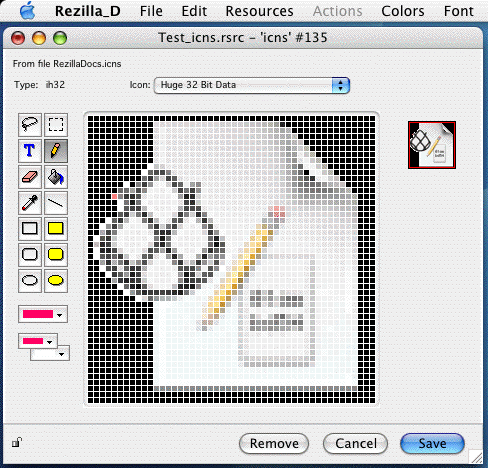 Rezilla_D File Edit Resources Actions Colors Font
Test_icns.rsrc – 'icns' #135
From file RezillaDocs.icns
Type: ih32 Icon: Huge 32 Bit Data
T
Remove Cancel Save